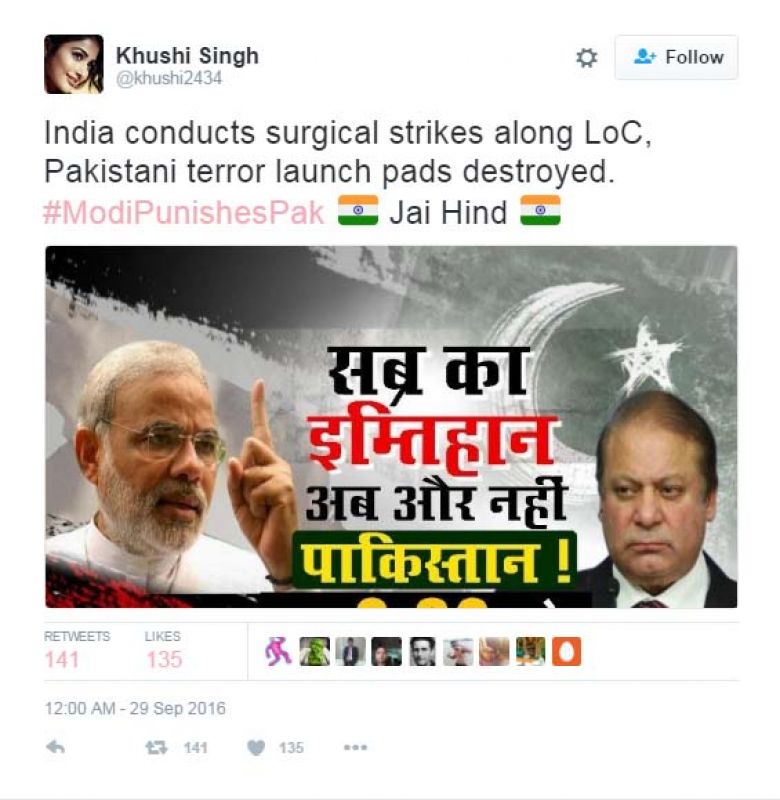 Khushi Singh
@khushi2434
Follow
India conducts surgical strikes along LoC,
Pakistani terror launch pads destroyed.
#ModiPunishesPak 🇮🇳 Jai Hind 🇮🇳
सब्र का
इम्तिहान
अब और नहीं
पाकिस्तान !
RETWEETS LIKES
141 135
12:00 AM - 29 Sep 2016
141 135